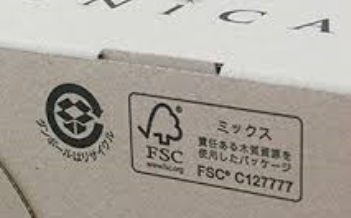 NICA
ダンボールはリサイクル
FSC
www.fsc.org
ミックス
責任ある木質資源を
使用したパッケージ
FSC® C127777